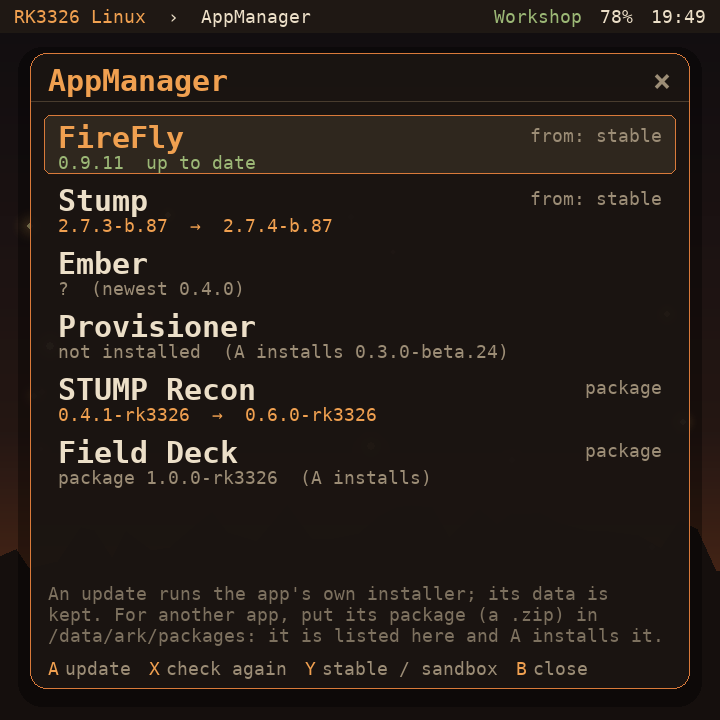 RK3326 Linux › AppManager Workshop 78% 19:49
AppManager ×
FireFly from: stable
0.9.11 up to date
Stump from: stable
2.7.3-b.87 → 2.7.4-b.87
Ember
? (newest 0.4.0)
Provisioner
not installed (A installs 0.3.0-beta.24)
STUMP Recon package
0.4.1-rk3326 → 0.6.0-rk3326
Field Deck package
package 1.0.0-rk3326 (A installs)
An update runs the app's own installer; its data is
kept. For another app, put its package (a .zip) in
/data/ark/packages: it is listed here and A installs it.
A update X check again Y stable / sandbox B close